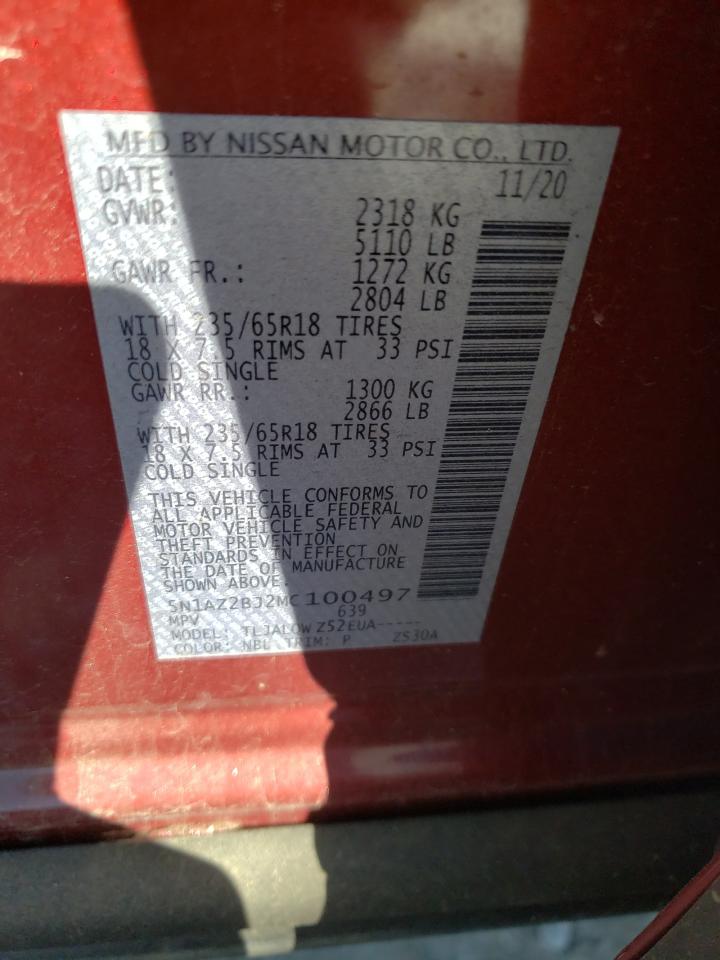 MFD BY NISSAN MOTOR CO., LTD.
DATE: 11/20
GVWR: 2318 KG
5110 LB
GAWR FR.: 1272 KG
2804 LB
WITH 235/65R18 TIRES
18 X 7.5 RIMS AT 33 PSI
COLD SINGLE
GAWR RR.: 1300 KG
2866 LB
WITH 235/65R18 TIRES
18 X 7.5 RIMS AT 33 PSI
COLD SINGLE
THIS VEHICLE CONFORMS TO
ALL APPLICABLE FEDERAL
MOTOR VEHICLE SAFETY AND
THEFT PREVENTION
STANDARDS IN EFFECT ON
THE DATE OF MANUFACTURE
SHOWN ABOVE.
5N1AZ2BJ2MC100497
MPV 639
MODEL: TLJALOWZ52EUA-----
COLOR: NBL TRIM: P ZS30A